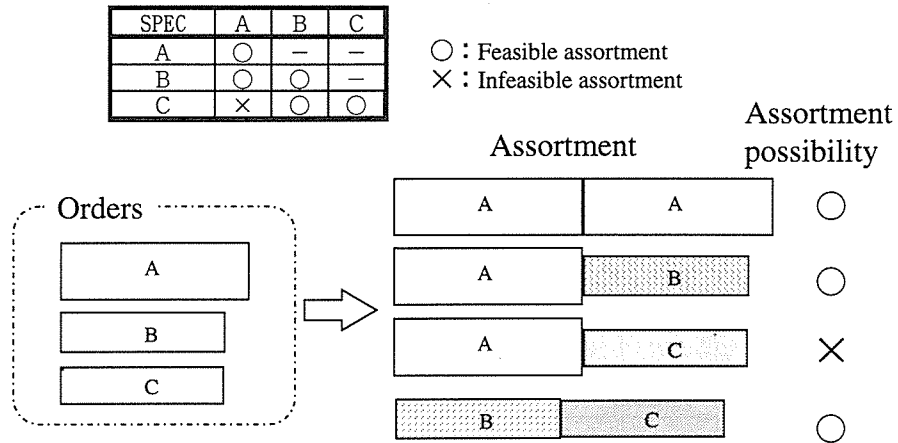 SPEC A B C
A ○ – –
B ○ ○ –
C × ○ ○
○ : Feasible assortment
× : Infeasible assortment
Assortment
Assortment possibility
Orders
A
B
C
A A ○
A B ○
A C ×
B C ○